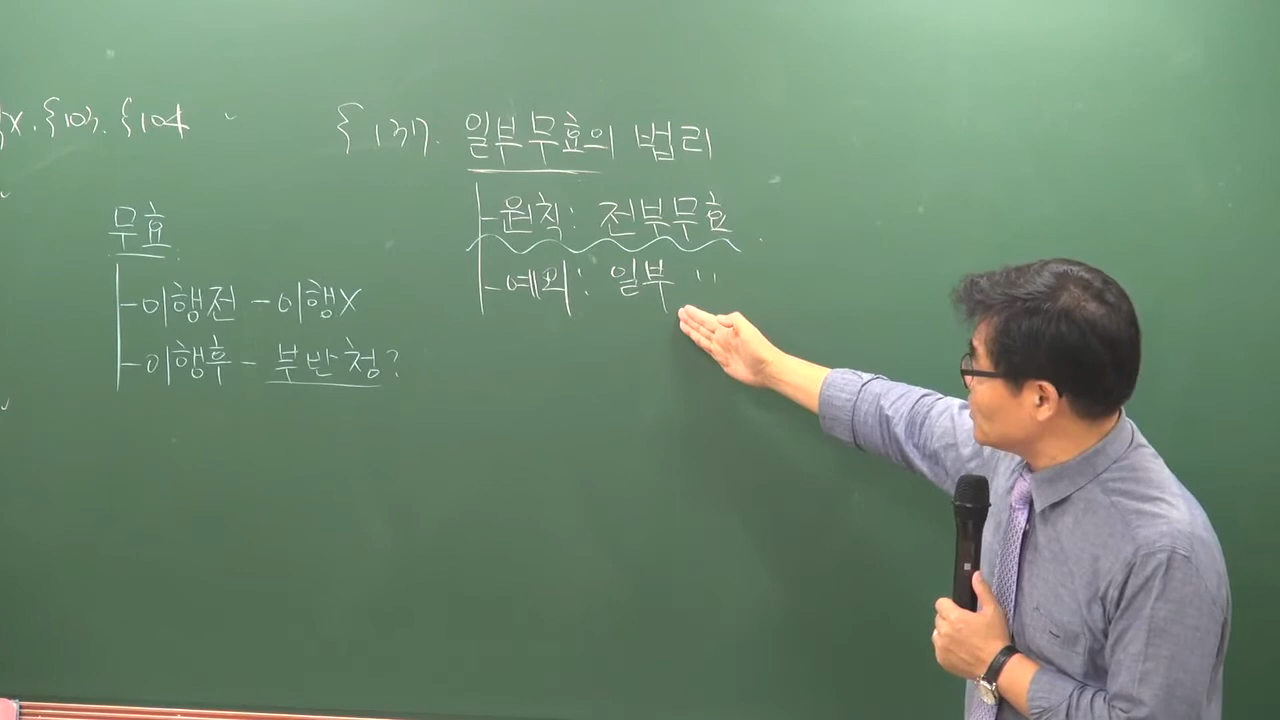 X. {103. {104
무효
-이행전 -이행X
-이행후 - 부반청?
{137. 일부무효의 법리
-원칙: 전부무효
-예외: 일부 〃